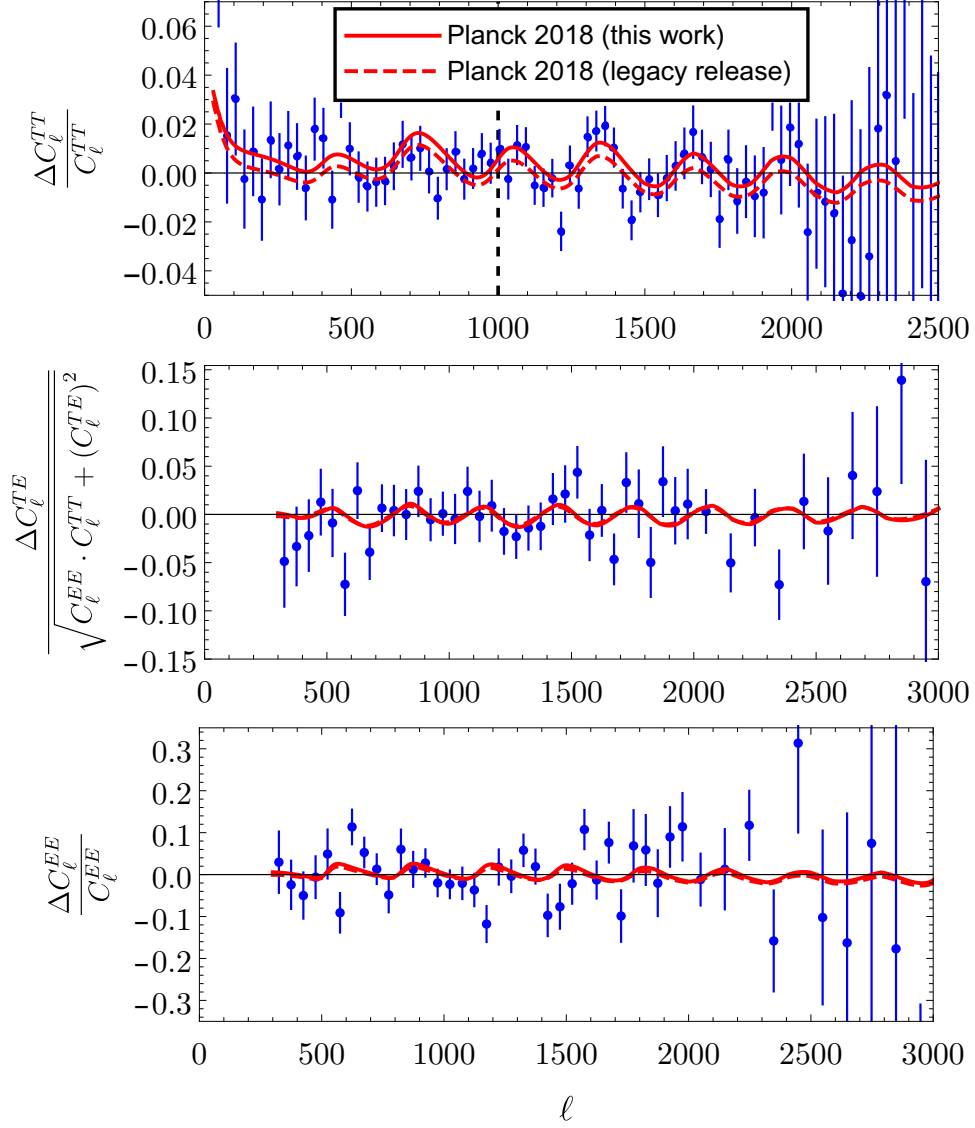 Planck 2018 (this work)
Planck 2018 (legacy release)
ΔC_ℓ^{TT}
C_ℓ^{TT}
0.06
0.04
0.02
0.00
−0.02
−0.04
0 500 1000 1500 2000 2500
ΔC_ℓ^{TE}
√C_ℓ^{EE} · C_ℓ^{TT} + (C_ℓ^{TE})^2
0.15
0.10
0.05
0.00
−0.05
−0.10
−0.15
0 500 1000 1500 2000 2500 3000
ΔC_ℓ^{EE}
C_ℓ^{EE}
0.3
0.2
0.1
0.0
−0.1
−0.2
−0.3
0 500 1000 1500 2000 2500 3000
ℓ